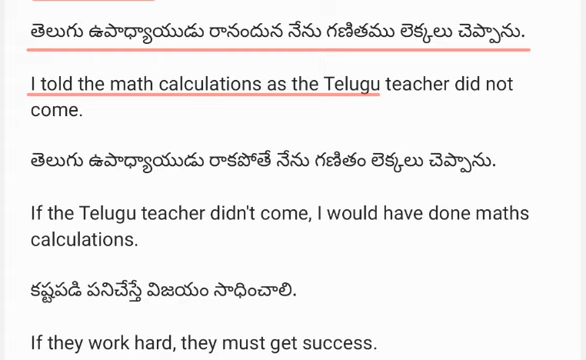 తెలుగు ఉపాధ్యాయుడు రానందున నేను గణితము లెక్కలు చెప్పాను.
I told the math calculations as the Telugu teacher did not
come.
తెలుగు ఉపాధ్యాయుడు రాకపోతే నేను గణితం లెక్కలు చెప్పాను.
If the Telugu teacher didn't come, I would have done maths
calculations.
కష్టపడి పనిచేస్తే విజయం సాధించాలి.
If they work hard, they must get success.